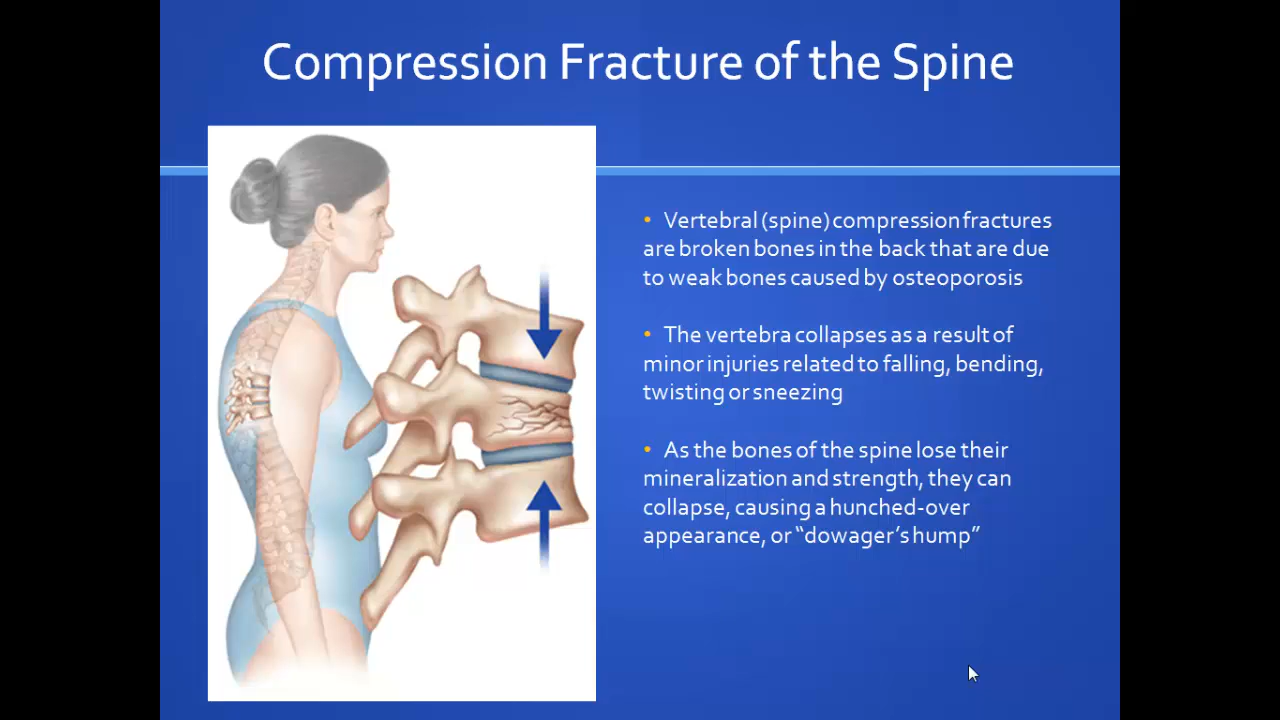 Compression Fracture of the Spine
• Vertebral (spine) compression fractures
are broken bones in the back that are due
to weak bones caused by osteoporosis
• The vertebra collapses as a result of
minor injuries related to falling, bending,
twisting or sneezing
• As the bones of the spine lose their
mineralization and strength, they can
collapse, causing a hunched-over
appearance, or “dowager’s hump”